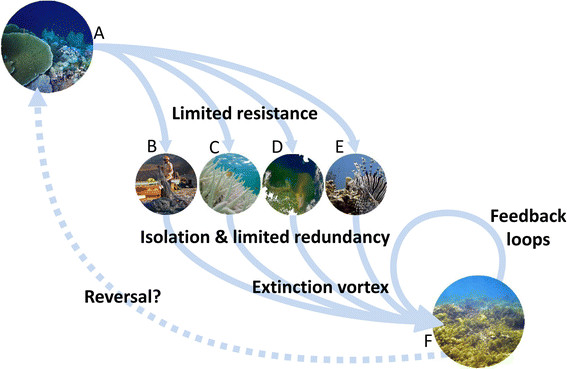 A
Limited resistance
B
C
D
E
Isolation & limited redundancy
Feedback
loops
Extinction vortex
Reversal?
F